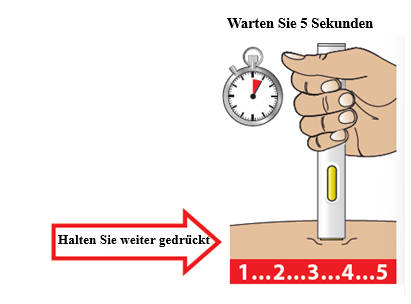 Warten Sie 5 Sekunden
Halten Sie weiter gedrückt
1...2...3...4...5